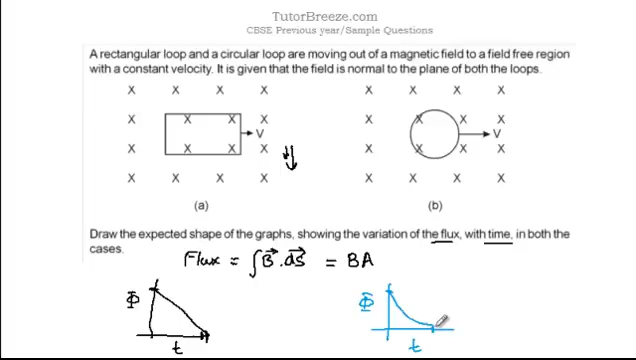 TutorBreeze.com
CBSE Previous year/Sample Questions
A rectangular loop and a circular loop are moving out of a magnetic field to a field free region
with a constant velocity. It is given that the field is normal to the plane of both the loops.
X X X X X X X X
X X X X X X X X
V V
X X X X X X X X
X X X X X X X X
(a) (b)
Draw the expected shape of the graphs, showing the variation of the flux, with time, in both the
cases.
Flux = ∫B⃗.ds⃗ = BA
Φ Φ
t t